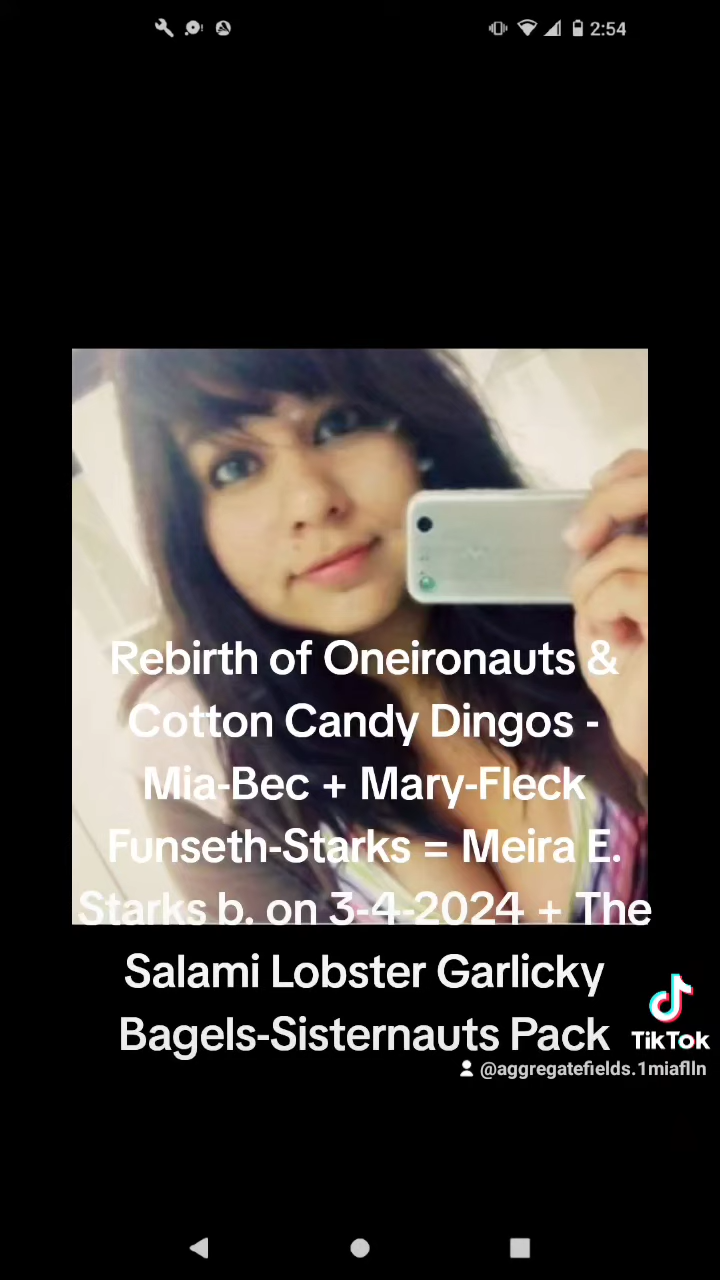 2:54
Rebirth of Oneironauts &
Cotton Candy Dingos -
Mia-Bec + Mary-Fleck
Funseth-Starks = Meira E.
Starks b. on 3-4-2024 + The
Salami Lobster Garlicky
Bagels-Sisternauts Pack
TikTok
@aggregatefields.1miaflln